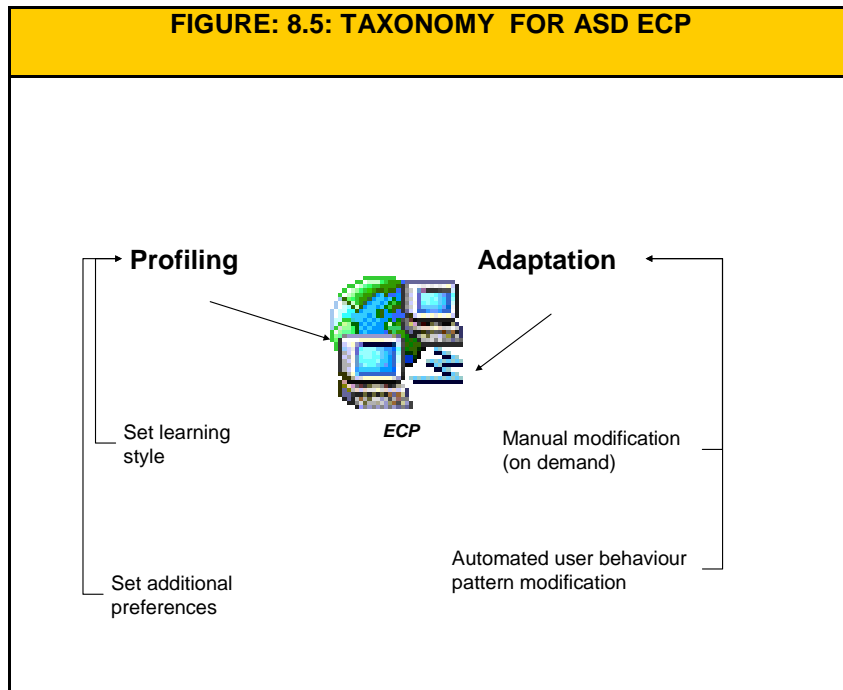 FIGURE: 8.5: TAXONOMY FOR ASD ECP
Profiling
Adaptation
ECP
Set learning
style
Manual modification
(on demand)
Set additional
preferences
Automated user behaviour
pattern modification